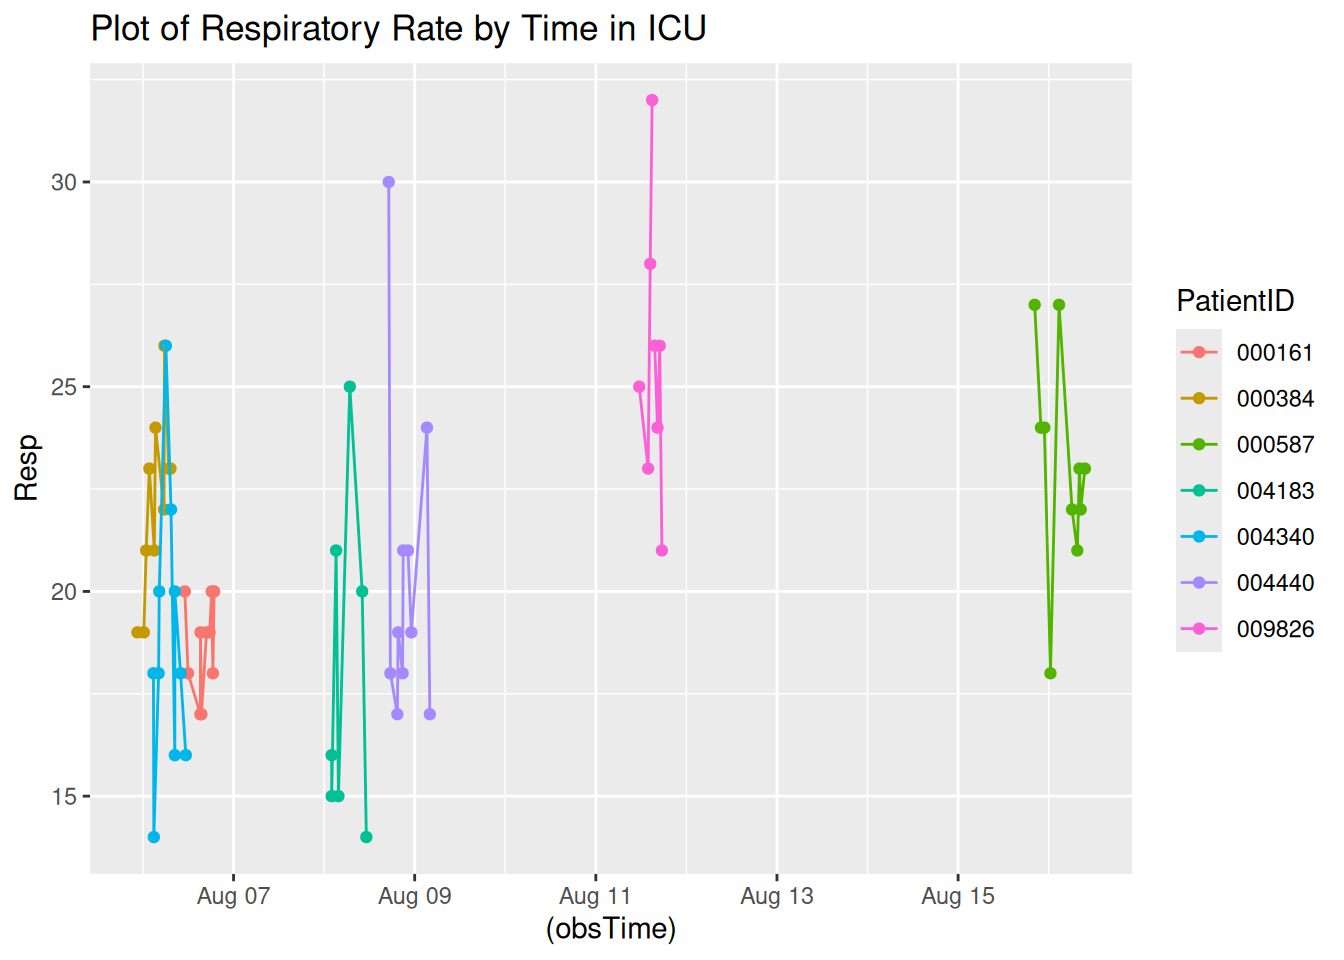 Plot of Respiratory Rate by Time in ICU
Resp
30
25
20
15
Aug 07
Aug 09
Aug 11
Aug 13
Aug 15
(obsTime)
PatientID
000161
000384
000587
004183
004340
004440
009826